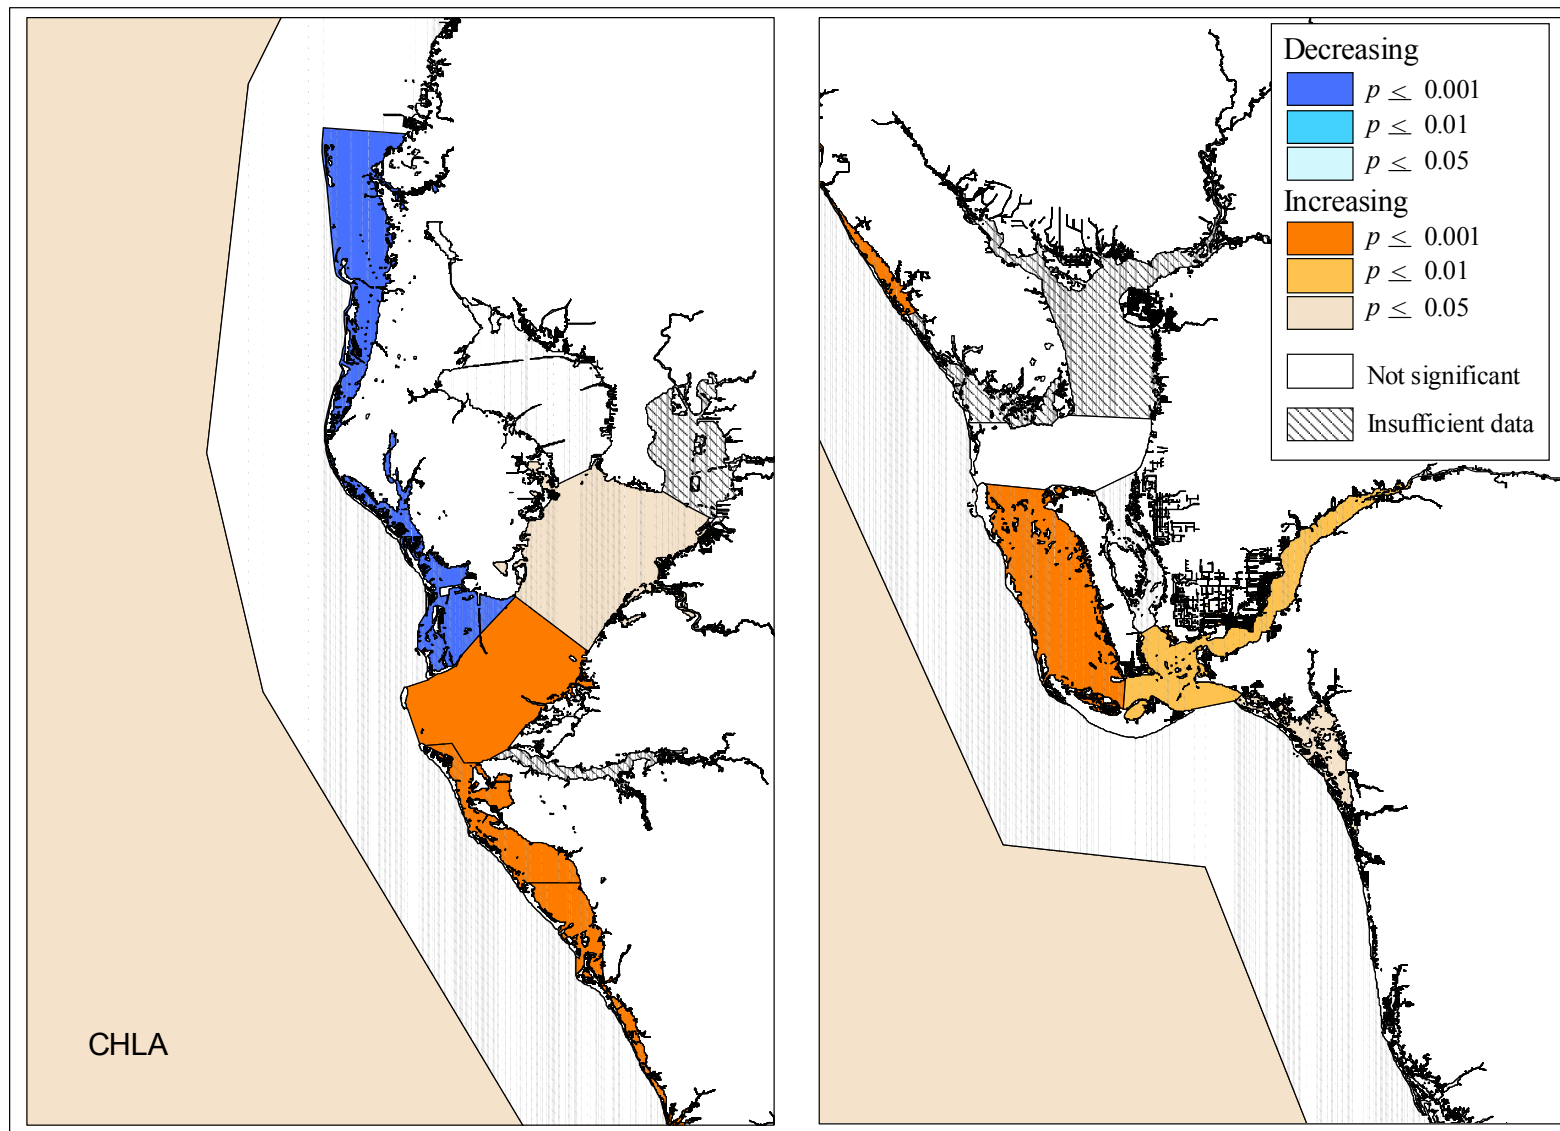 Decreasing
p ≤ 0.001
p ≤ 0.01
p ≤ 0.05
Increasing
p ≤ 0.001
p ≤ 0.01
p ≤ 0.05
Not significant
Insufficient data
CHLA